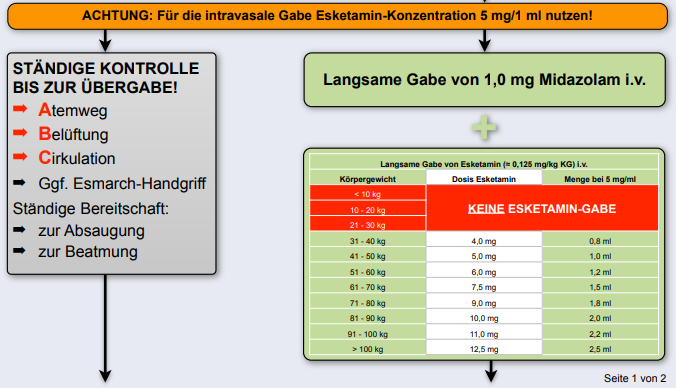 ACHTUNG: Für die intravasale Gabe Esketamin-Konzentration 5 mg/1 ml nutzen!
STÄNDIGE KONTROLLE
BIS ZUR ÜBERGABE!
Atemweg
Belüftung
Cirkulation
Ggf. Esmarch-Handgriff
Ständige Bereitschaft:
zur Absaugung
zur Beatmung
Langsame Gabe von 1,0 mg Midazolam i.v.
+
Langsame Gabe von Esketamin (≈ 0,125 mg/kg KG) i.v.
Körpergewicht Dosis Esketamin Menge bei 5 mg/ml
< 10 kg
10 - 20 kg KEINE ESKETAMIN-GABE
21 - 30 kg
31 - 40 kg 4,0 mg 0,8 ml
41 - 50 kg 5,0 mg 1,0 ml
51 - 60 kg 6,0 mg 1,2 ml
61 - 70 kg 7,5 mg 1,5 ml
71 - 80 kg 9,0 mg 1,8 ml
81 - 90 kg 10,0 mg 2,0 ml
91 - 100 kg 11,0 mg 2,2 ml
> 100 kg 12,5 mg 2,5 ml
Seite 1 von 2